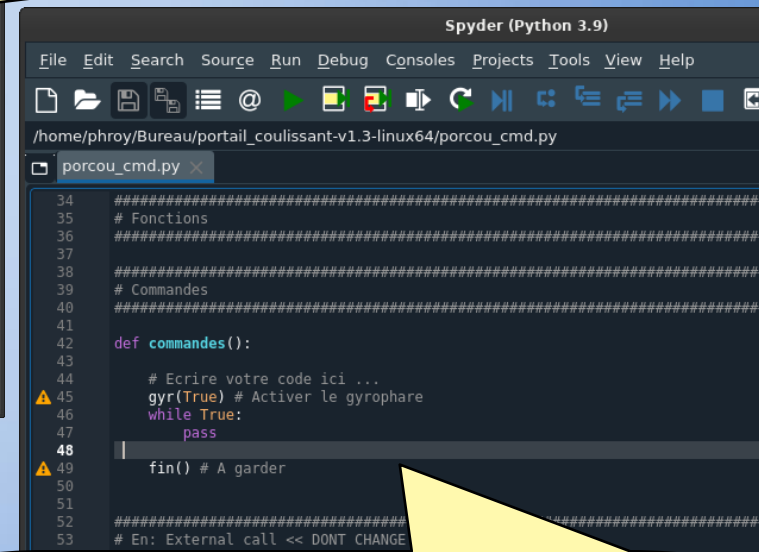 Spyder (Python 3.9)
File Edit Search Source Run Debug Consoles Projects Tools View Help
/home/phroy/Bureau/portail_coulissant-v1.3-linux64/porcou_cmd.py
porcou_cmd.py
34 ###########################################################################
35 # Fonctions
36 ###########################################################################
37
38 ###########################################################################
39 # Commandes
40 ###########################################################################
41
42 def commandes():
43
44 # Ecrire votre code ici ...
45 gyr(True) # Activer le gyrophare
46 while True:
47 pass
48
49 fin() # A garder
50
51
52 ###########################################################################
53 # En: External call << DONT CHANGE